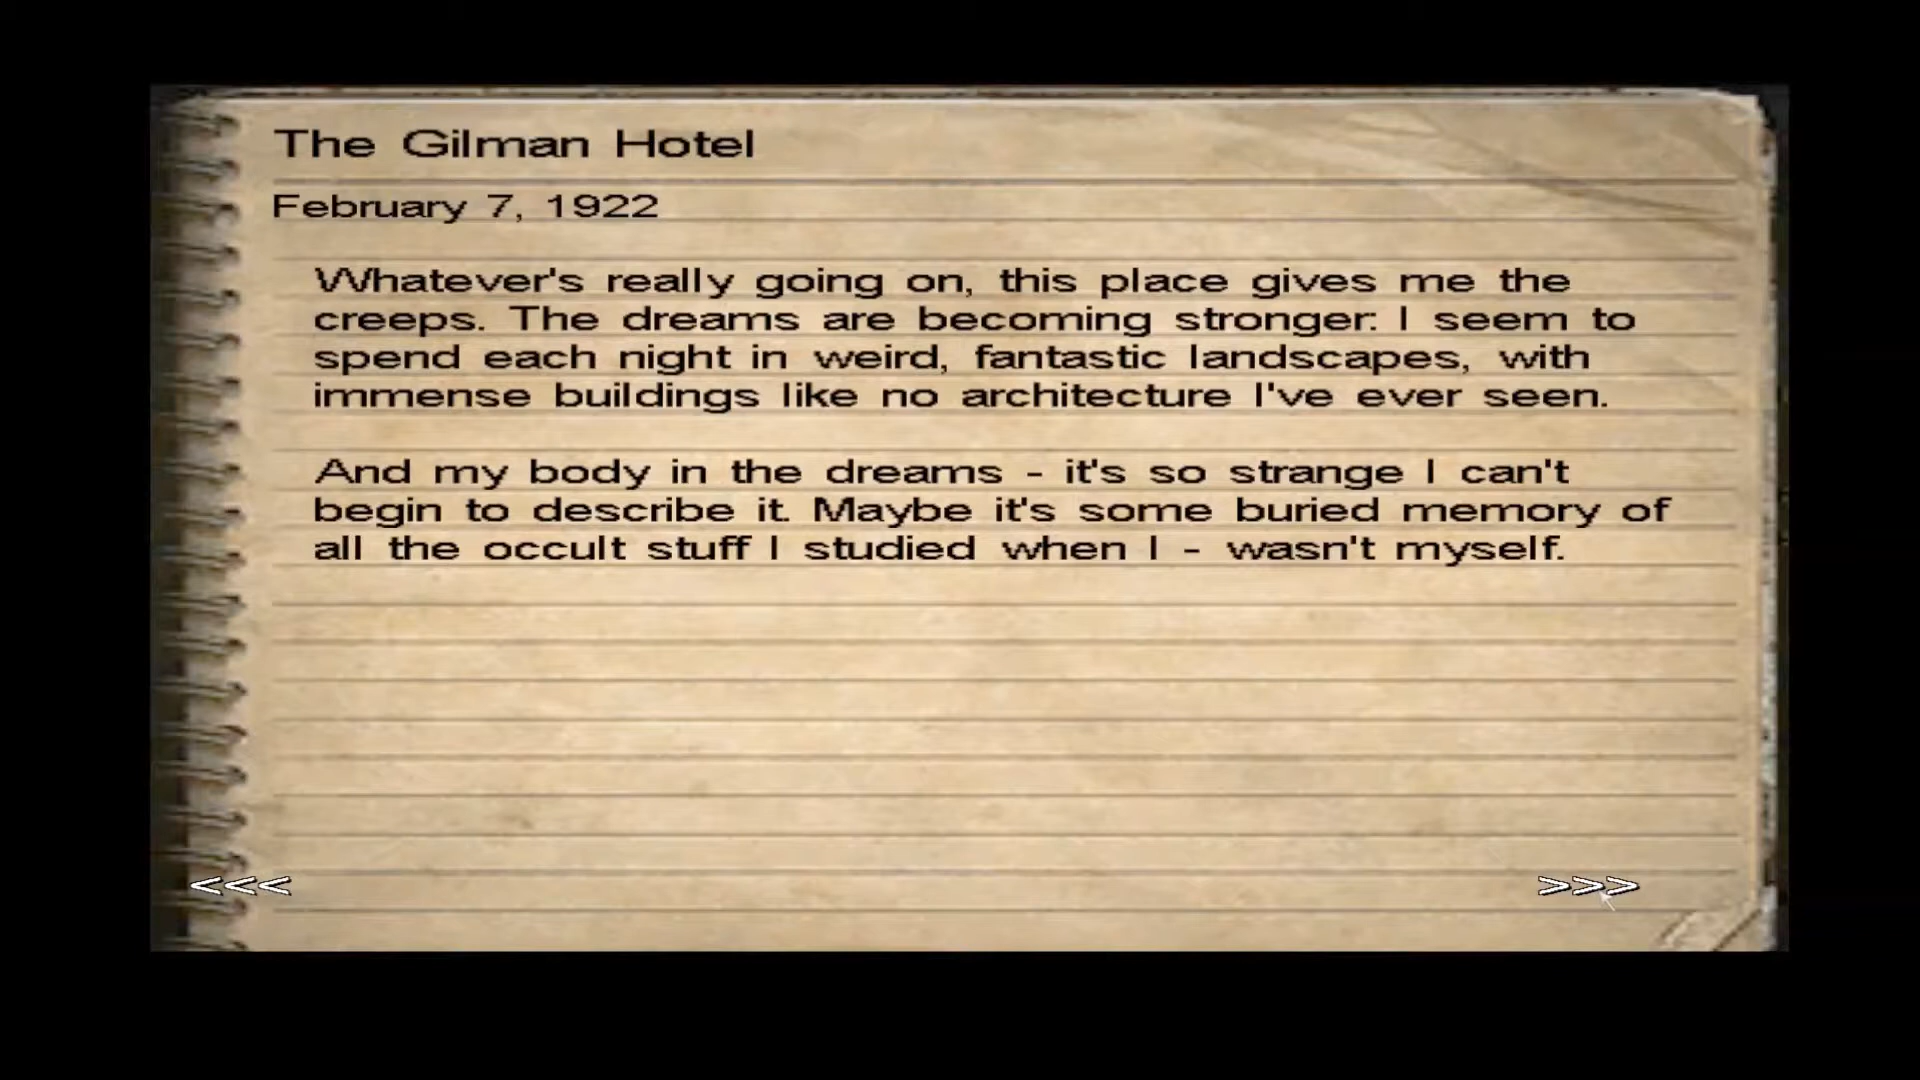 The Gilman Hotel
February 7, 1922
Whatever's really going on, this place gives me the
creeps. The dreams are becoming stronger: I seem to
spend each night in weird, fantastic landscapes, with
immense buildings like no architecture I've ever seen.
And my body in the dreams - it's so strange I can't
begin to describe it. Maybe it's some buried memory of
all the occult stuff I studied when I - wasn't myself.
<<< >>>